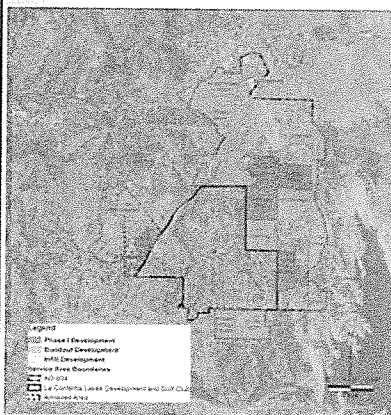 Legend
Phase I Development
Buildout Development
Infill Development
Service Area Boundaries
La Contenta Lakes Development and Golf Club
Annexed Area